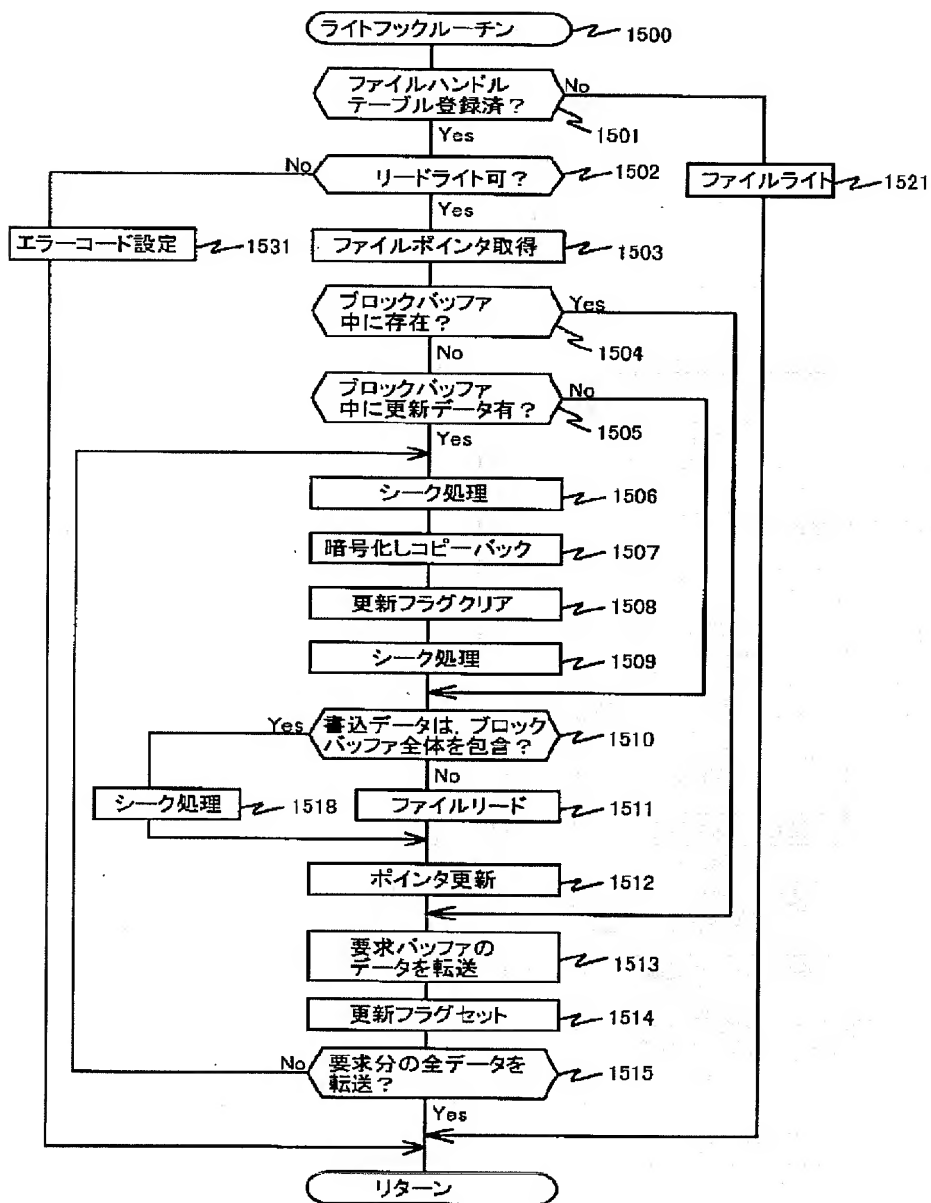 ライトフックルーチン
1500
ファイルハンドル
テーブル登録済？
No
1501
Yes
No
リードライト可？
1502
ファイルライト
1521
Yes
エラーコード設定
1531
ファイルポインタ取得
1503
ブロックバッファ
中に存在？
Yes
1504
No
ブロックバッファ
中に更新データ有？
No
1505
Yes
シーク処理
1506
暗号化しコピーバック
1507
更新フラグクリア
1508
シーク処理
1509
Yes
書込データは，ブロック
バッファ全体を包含？
1510
No
シーク処理
1518
ファイルリード
1511
ポインタ更新
1512
要求バッファの
データを転送
1513
更新フラグセット
1514
No
要求分の全データを
転送？
1515
Yes
リターン